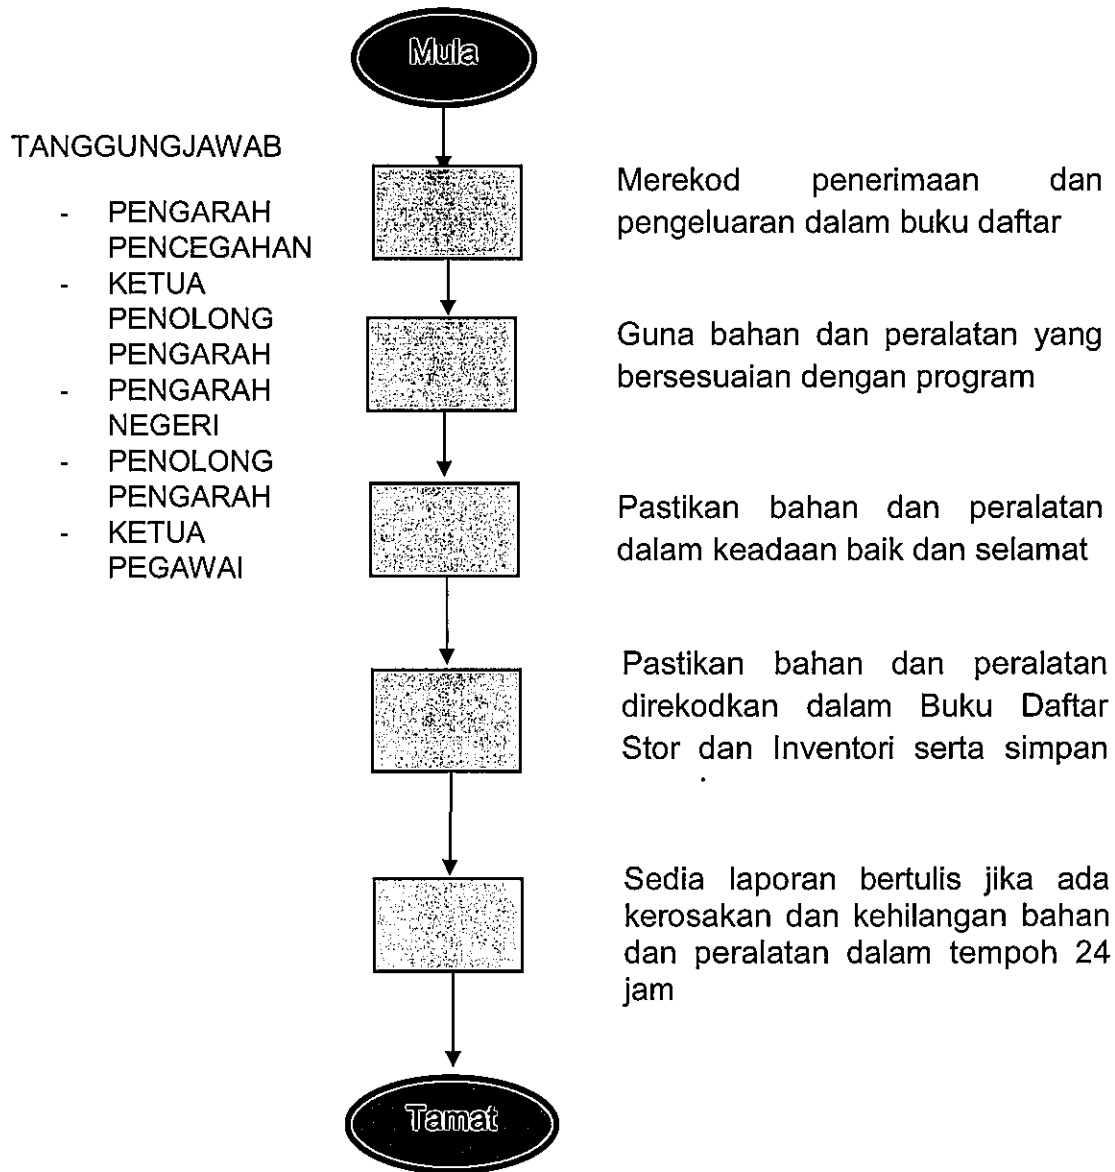 Mula
TANGGUNGJAWAB
- PENGARAH
PENCEGAHAN
- KETUA
PENOLONG
PENGARAH
- PENGARAH
NEGERI
- PENOLONG
PENGARAH
- KETUA
PEGAWAI
Merekod penerimaan dan
pengeluaran dalam buku daftar
Guna bahan dan peralatan yang
bersesuaian dengan program
Pastikan bahan dan peralatan
dalam keadaan baik dan selamat
Pastikan bahan dan peralatan
direkodkan dalam Buku Daftar
Stor dan Inventori serta simpan
Sedia laporan bertulis jika ada
kerosakan dan kehilangan bahan
dan peralatan dalam tempoh 24
jam
Tamat